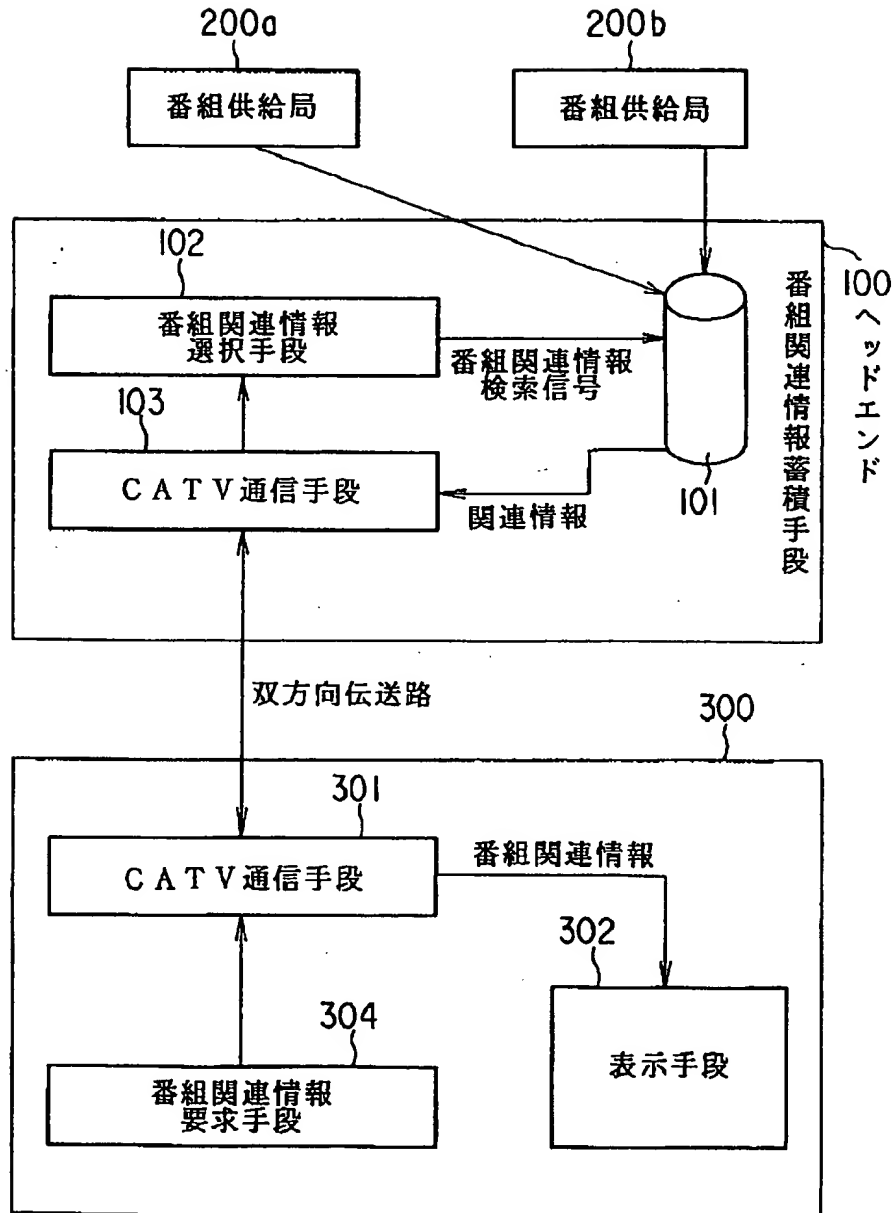 200a
200b
番組供給局
番組供給局
100
ヘッドエンド
102
番組関連情報
選択手段
番組関連情報
検索信号
番組関連情報蓄積手段
103
CATV通信手段
関連情報
101
双方向伝送路
300
301
CATV通信手段
番組関連情報
302
表示手段
304
番組関連情報
要求手段